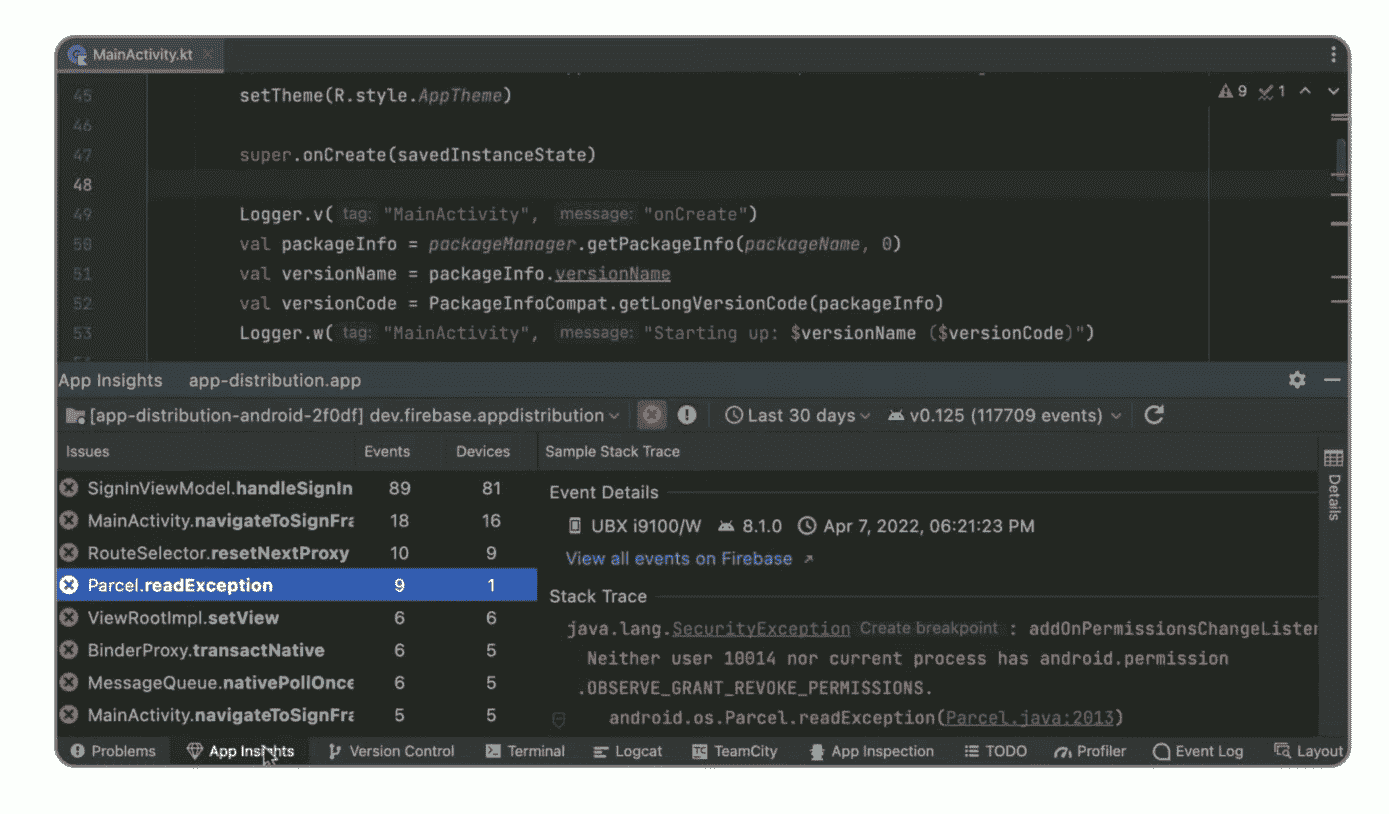 MainActivity.kt
45 setTheme(R.style.AppTheme)
9 1
46
47 super.onCreate(savedInstanceState)
48
49 Logger.v( tag: "MainActivity", message: "onCreate")
50 val packageInfo = packageManager.getPackageInfo(packageName, 0)
51 val versionName = packageInfo.versionName
52 val versionCode = PackageInfoCompat.getLongVersionCode(packageInfo)
53 Logger.w( tag: "MainActivity", message: "Starting up: $versionName ($versionCode)")
App Insights app-distribution.app
[app-distribution-android-2f0df] dev.firebase.appdistribution Last 30 days v0.125 (117709 events)
Issues Events Devices Sample Stack Trace
SignInViewModel.handleSignIn 89 81
MainActivity.navigateToSignFra 18 16
RouteSelector.resetNextProxy 10 9
Parcel.readException 9 1
ViewRootImpl.setView 6 6
BinderProxy.transactNative 6 5
MessageQueue.nativePollOnce 6 5
MainActivity.navigateToSignFra 5 5
Event Details
UBX i9100/W 8.1.0 Apr 7, 2022, 06:21:23 PM
View all events on Firebase
Stack Trace
java.lang.SecurityException Create breakpoint : addOnPermissionsChangeListen
Neither user 10014 nor current process has android.permission
.OBSERVE_GRANT_REVOKE_PERMISSIONS.
android.os.Parcel.readException(Parcel.java:2013)
Details
Problems App Insights Version Control Terminal Logcat TeamCity App Inspection TODO Profiler Event Log Layout